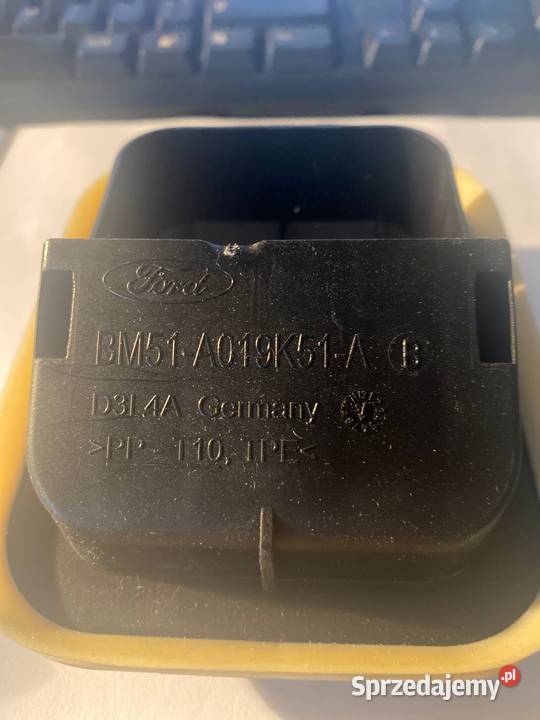 Ford
BM51-A019K51-A
D3L4A Germany
>PP - T10, TPE<
Sprzedajemy.pl